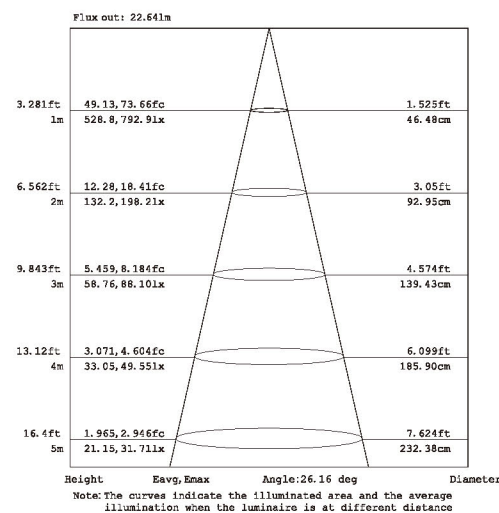 Flux out: 22.641m
3.281ft 49.13,73.66fc 1.525ft
1m 528.8,792.9lx 46.48cm
6.562ft 12.28,18.41fc 3.05ft
2m 132.2,198.2lx 92.95cm
9.843ft 5.459,8.184fc 4.574ft
3m 58.76,88.10lx 139.43cm
13.12ft 3.071,4.604fc 6.099ft
4m 33.05,49.55lx 185.90cm
16.4ft 1.965,2.946fc 7.624ft
5m 21.15,31.71lx 232.38cm
Height Eavg,Emax Angle:26.16 deg Diameter
Note:The curves indicate the illuminated area and the average
illumination when the luminaire is at different distance